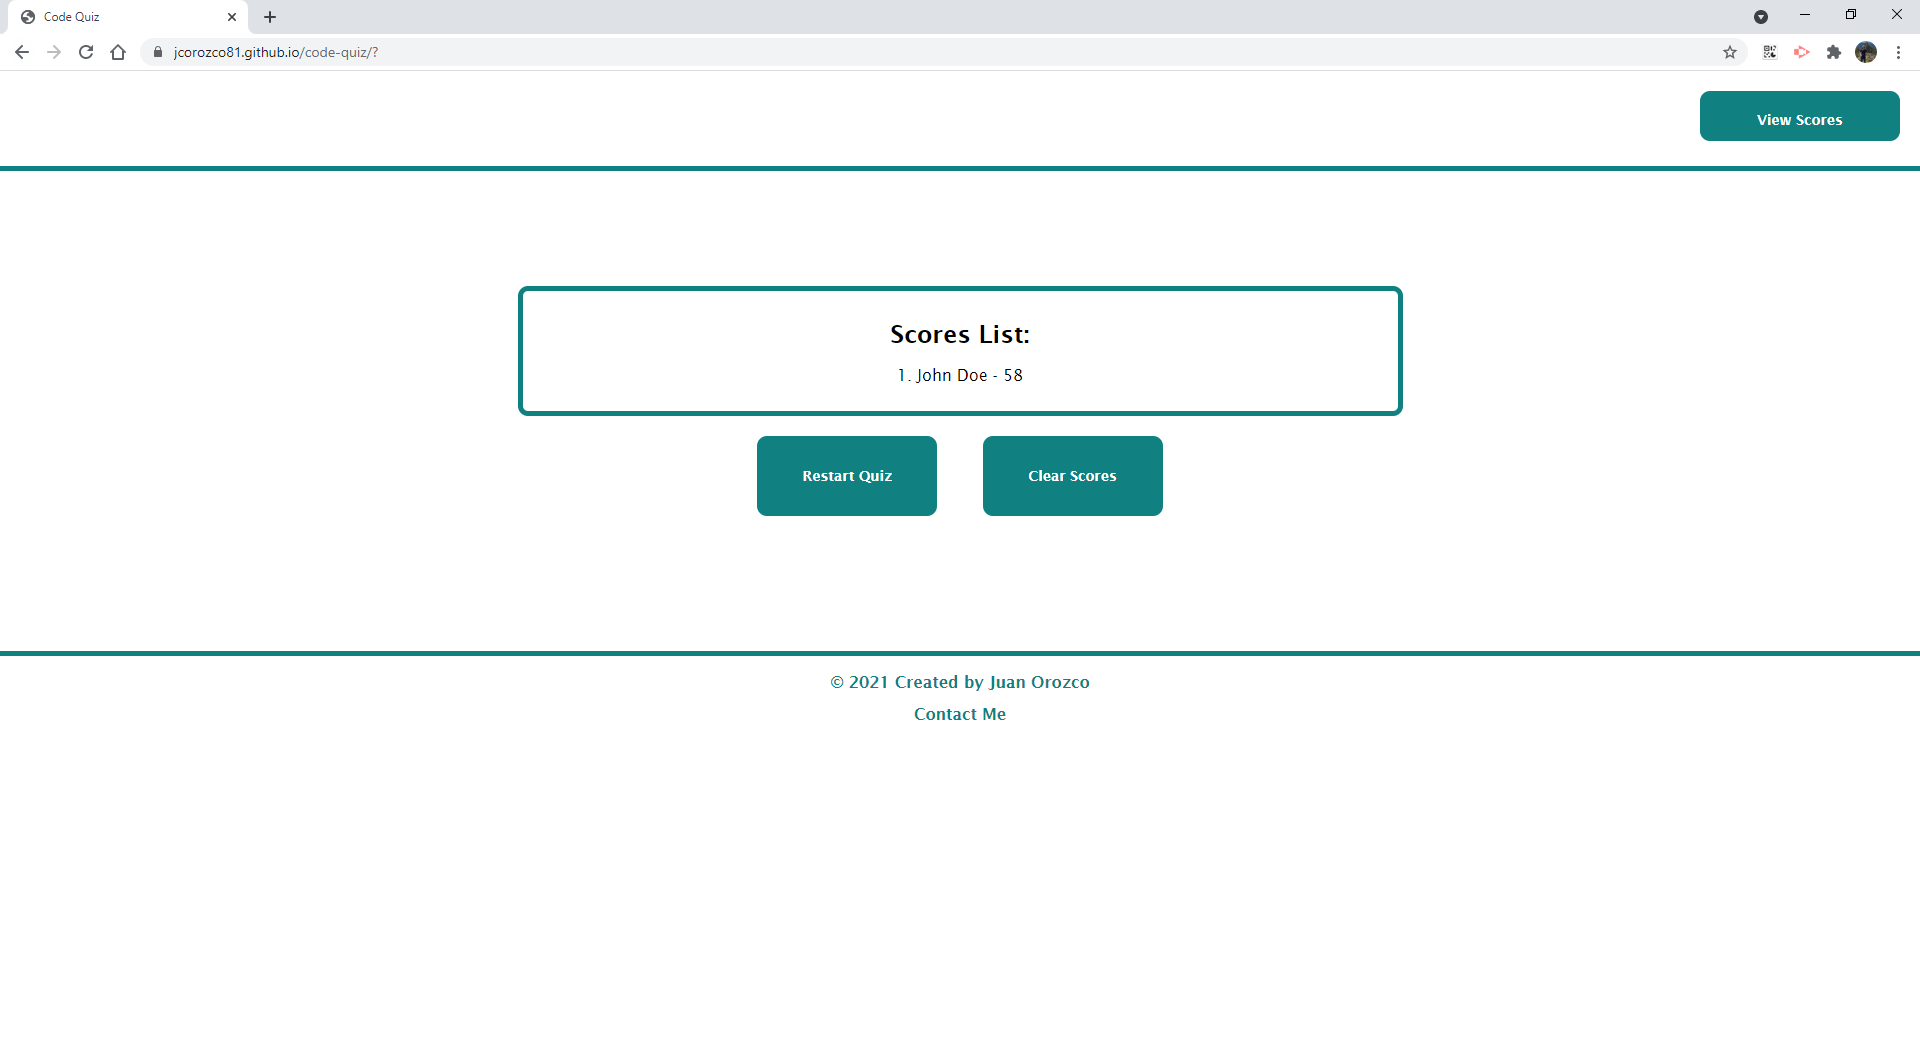 Code Quiz
jcorozco81.github.io/code-quiz/?
View Scores
Scores List:
1. John Doe - 58
Restart Quiz
Clear Scores
© 2021 Created by Juan Orozco
Contact Me